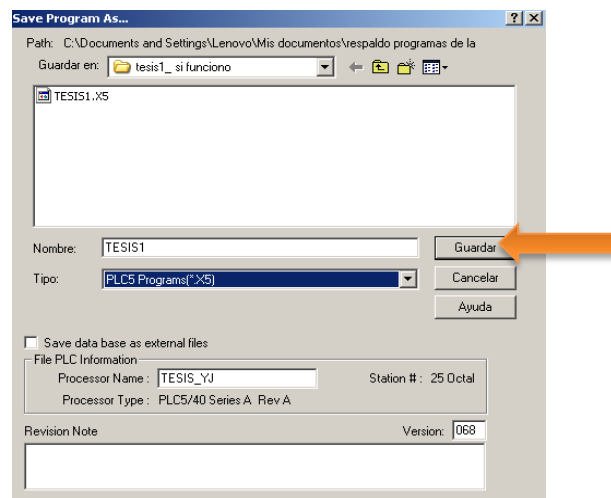 Save Program As...
Path: C:\Documents and Settings\Lenovo\Mis documentos\respaldo programas de la
Guardar en: tesis1_ si funciono
TESIS1.X5
Nombre: TESIS1 Guardar
Tipo: PLC5 Programs(*.X5) Cancelar
Ayuda
Save data base as external files
File PLC Information
Processor Name : TESIS_YJ Station # : 25 Octal
Processor Type : PLC5/40 Series A Rev A
Revision Note Version: 068